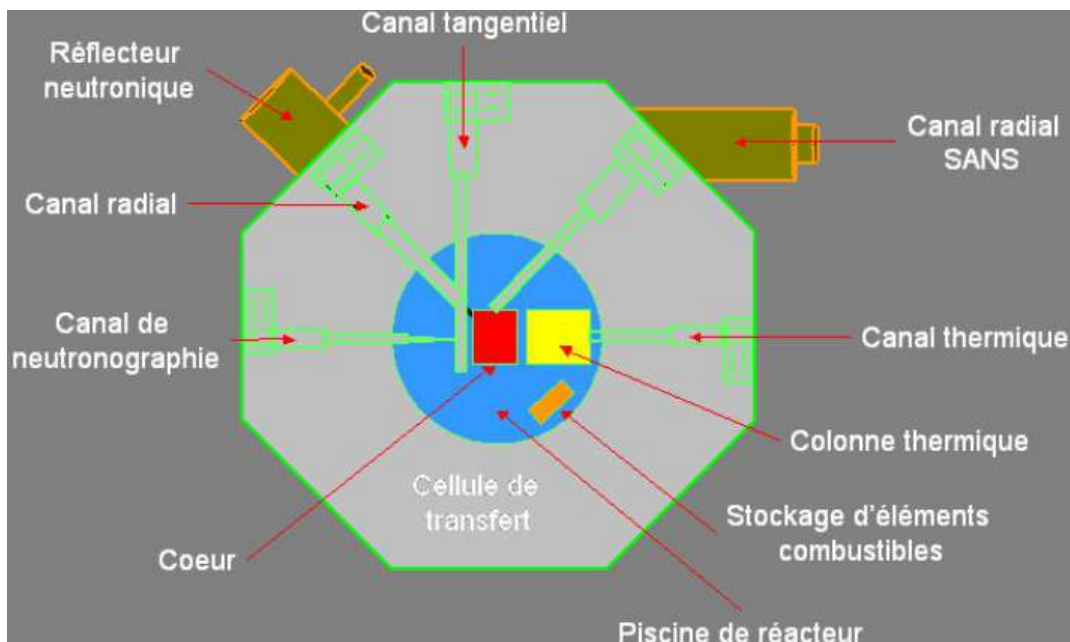 Canal tangentiel
Réflecteur
neutronique
Canal radial
SANS
Canal radial
Canal de
neutronographie
Canal thermique
Colonne thermique
Cellule de
transfert
Stockage d'éléments
combustibles
Coeur
Piscine de réacteur